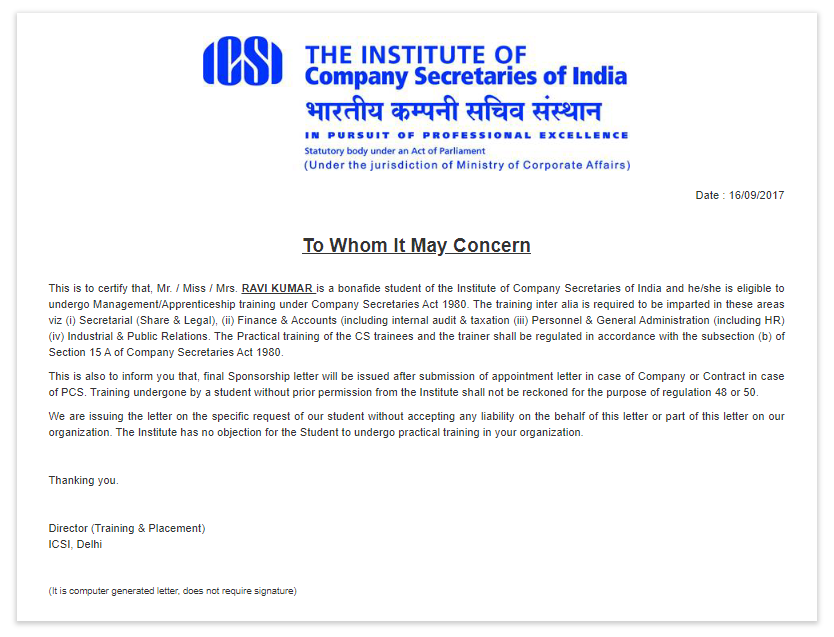 ICSI
THE INSTITUTE OF
Company Secretaries of India
भारतीय कम्पनी सचिव संस्थान
IN PURSUIT OF PROFESSIONAL EXCELLENCE
Statutory body under an Act of Parliament
(Under the jurisdiction of Ministry of Corporate Affairs)
Date : 16/09/2017
To Whom It May Concern
This is to certify that, Mr. / Miss / Mrs. RAVI KUMAR is a bonafide student of the Institute of Company Secretaries of India and he/she is eligible to
undergo Management/Apprenticeship training under Company Secretaries Act 1980. The training inter alia is required to be imparted in these areas
viz (i) Secretarial (Share & Legal), (ii) Finance & Accounts (including internal audit & taxation (iii) Personnel & General Administration (including HR)
(iv) Industrial & Public Relations. The Practical training of the CS trainees and the trainer shall be regulated in accordance with the subsection (b) of
Section 15 A of Company Secretaries Act 1980.
This is also to inform you that, final Sponsorship letter will be issued after submission of appointment letter in case of Company or Contract in case
of PCS. Training undergone by a student without prior permission from the Institute shall not be reckoned for the purpose of regulation 48 or 50.
We are issuing the letter on the specific request of our student without accepting any liability on the behalf of this letter or part of this letter on our
organization. The Institute has no objection for the Student to undergo practical training in your organization.
Thanking you.
Director (Training & Placement)
ICSI, Delhi
(It is computer generated letter, does not require signature)